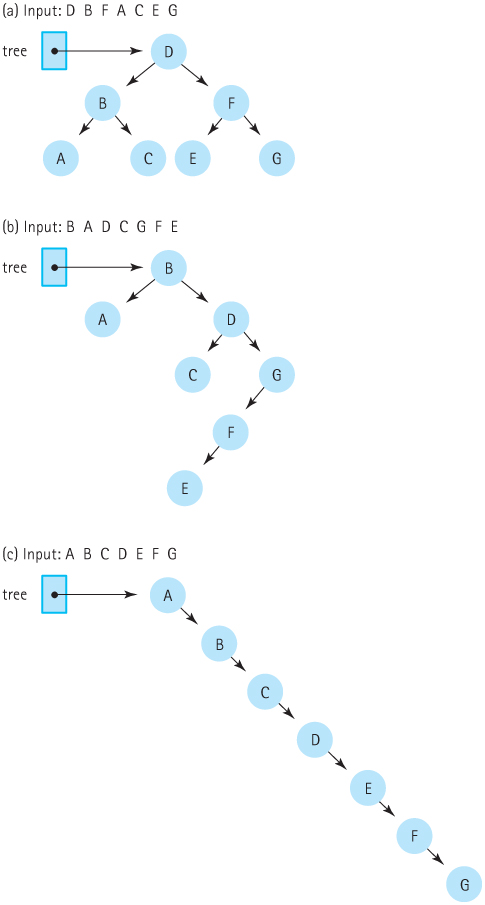 (a) Input: D B F A C E G
tree D
B F
A C E G
(b) Input: B A D C G F E
tree B
A D
C G
F
E
(c) Input: A B C D E F G
tree A
B
C
D
E
F
G